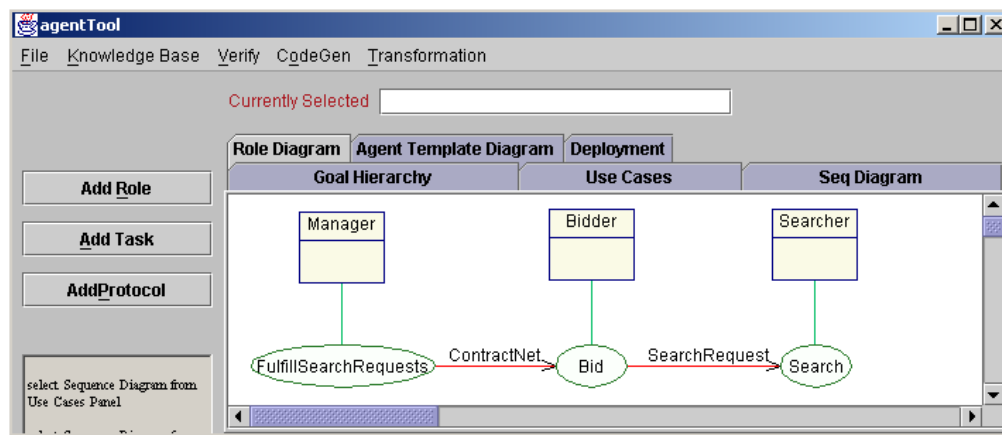 agentTool
File Knowledge Base Verify CodeGen Transformation
Currently Selected
Role Diagram Agent Template Diagram Deployment
Goal Hierarchy Use Cases Seq Diagram
Add Role
Add Task
AddProtocol
Manager Bidder Searcher
FulfillSearchRequests ContractNet Bid SearchRequest Search
select Sequence Diagram from
Use Cases Panel